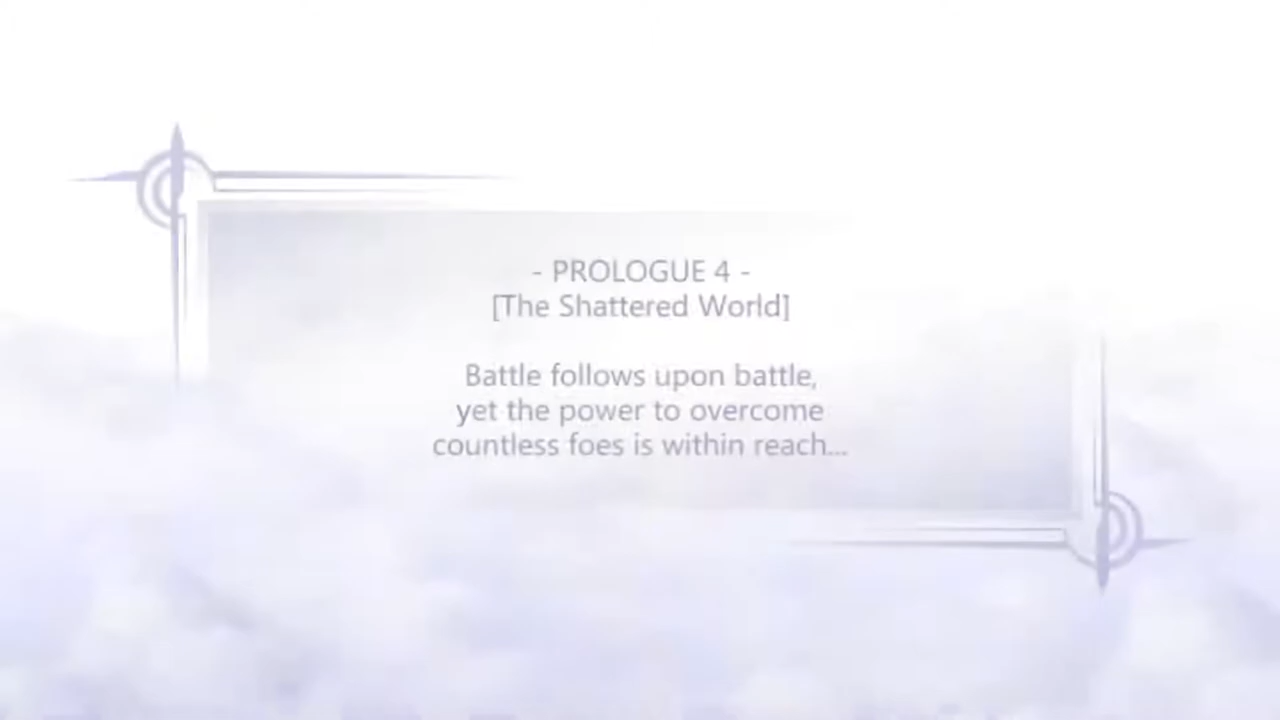 - PROLOGUE 4 -
[The Shattered World]
Battle follows upon battle,
yet the power to overcome
countless foes is within reach...